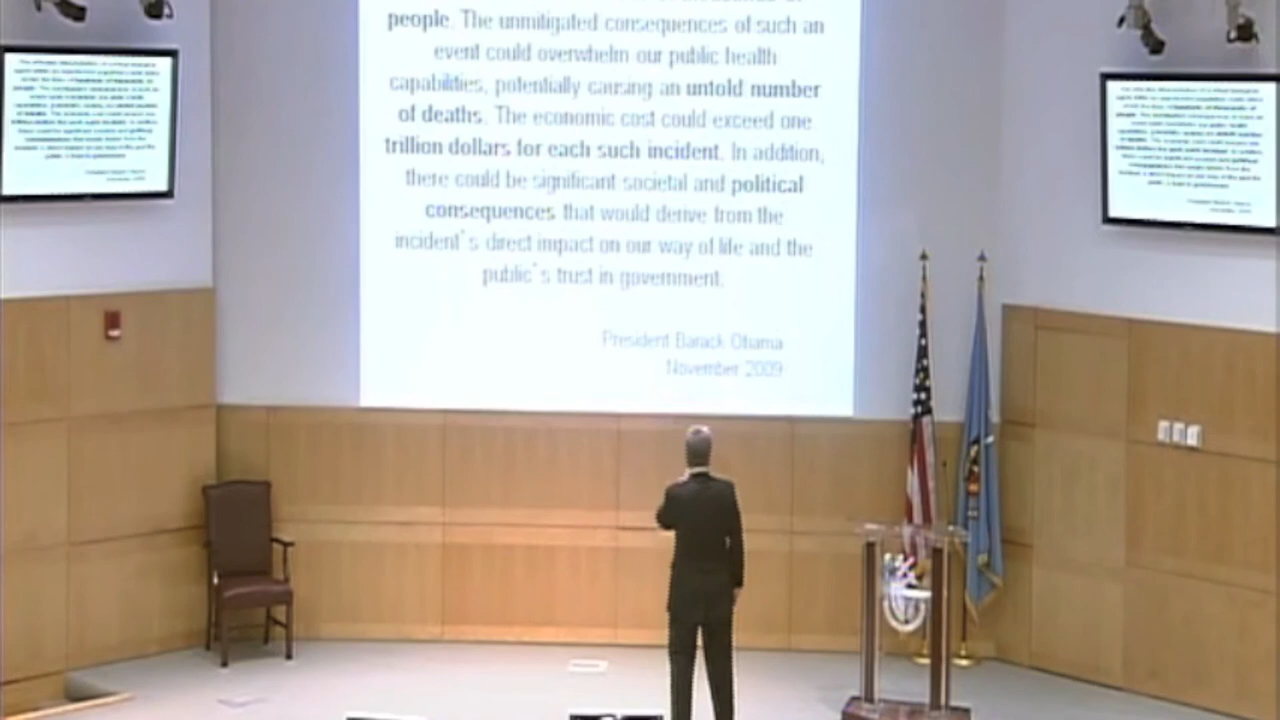 people. The unmitigated consequences of such an
event could overwhelm our public health
capabilities, potentially causing an untold number
of deaths. The economic cost could exceed one
trillion dollars for each such incident. In addition,
there could be significant societal and political
consequences that would derive from the
incident`s direct impact on our way of life and the
public`s trust in government.
President Barack Obama
November 2009